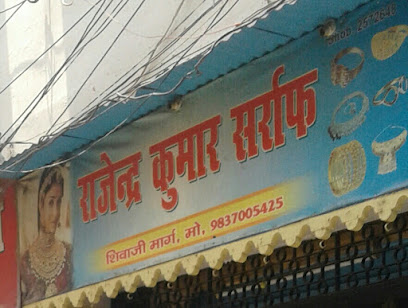 राजेन्द्र कुमार सर्राफ
शिवाजी मार्ग, मो. 9837005425